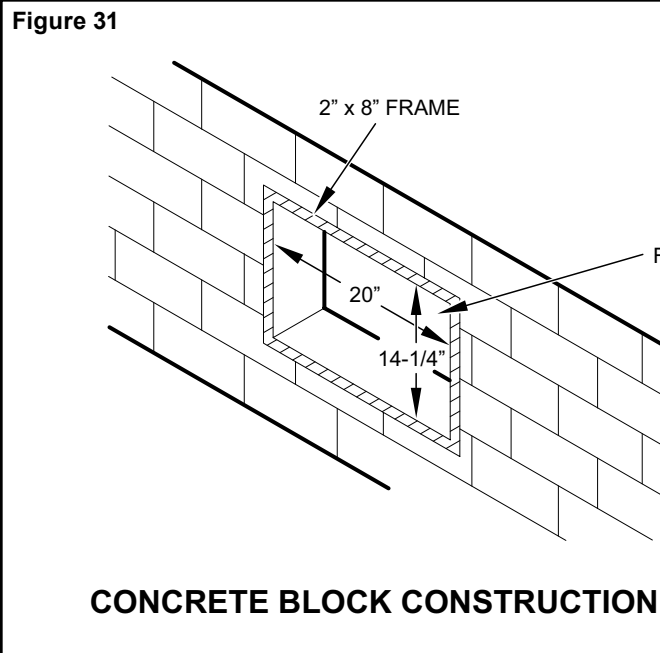 Figure 31
2” x 8” FRAME
20”
14-1/4”
CONCRETE BLOCK CONSTRUCTION